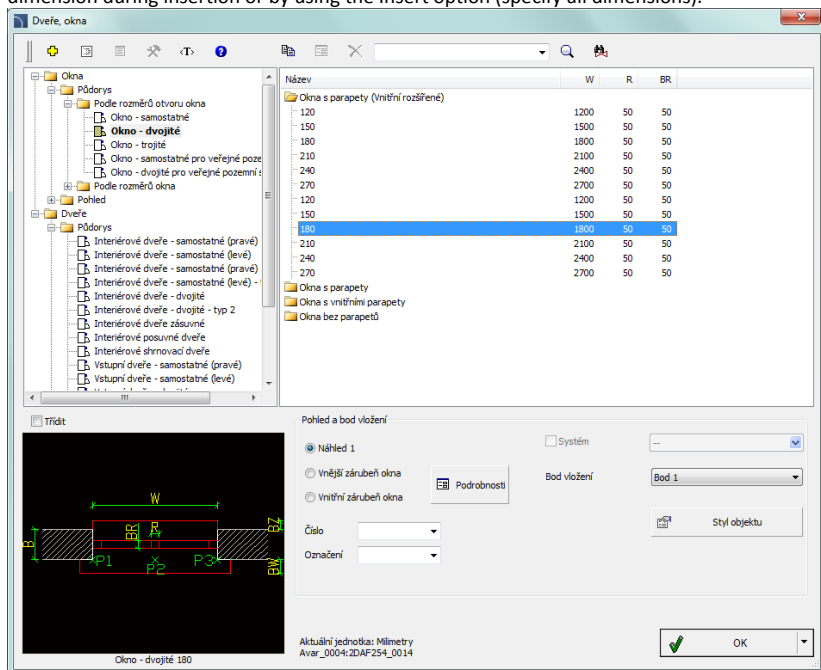 dimension during insertion or by using the insert option (specify all dimensions).
Dveře, okna
<T>
?
Okna
Půdorys
Podle rozměrů otvoru okna
Okno - samostatné
Okno - dvojité
Okno - trojité
Okno - samostatné pro veřejné poze
Okno - dvojité pro veřejné pozemní s
Podle rozměrů okna
Pohled
Dveře
Půdorys
Interiérové dveře - samostatné (pravé)
Interiérové dveře - samostatné (levé)
Interiérové dveře - samostatné (pravé)
Interiérové dveře - samostatné (levé) -
Interiérové dveře - dvojité
Interiérové dveře - dvojité - typ 2
Interiérové dveře zásuvné
Interiérové posuvné dveře
Interiérové shrnovací dveře
Vstupní dveře - samostatné (pravé)
Vstupní dveře - samostatné (levé)
Název W R BR
Okna s parapety (Vnitřní rozšířené)
120 1200 50 50
150 1500 50 50
180 1800 50 50
210 2100 50 50
240 2400 50 50
270 2700 50 50
120 1200 50 50
150 1500 50 50
180 1800 50 50
210 2100 50 50
240 2400 50 50
270 2700 50 50
Okna s parapety
Okna s vnitřními parapety
Okna bez parapetů
Třídit
W
BR
R
BZ
B
P1
P2
P3
BW
Okno - dvojité 180
Pohled a bod vložení
Náhled 1
Vnější zárubeň okna
Vnitřní zárubeň okna
Podrobnosti
Číslo
Označení
Systém
--
Bod vložení
Bod 1
Styl objektu
Aktuální jednotka: Milimetry
Avar_0004:2DAF254_0014
OK